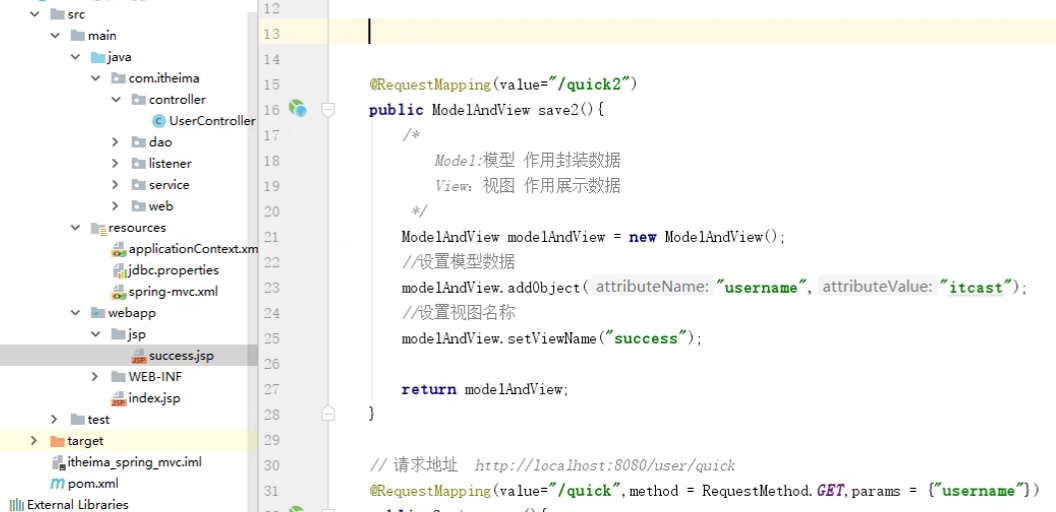 src
main
java
com.itheima
controller
UserController
dao
listener
service
web
resources
applicationContext.xm
jdbc.properties
spring-mvc.xml
webapp
jsp
success.jsp
WEB-INF
index.jsp
test
target
itheima_spring_mvc.iml
pom.xml
External Libraries
12
13
14
15 @RequestMapping(value="/quick2")
16 public ModelAndView save2(){
17 /*
18 Model:模型 作用封装数据
19 View：视图 作用展示数据
20 */
21 ModelAndView modelAndView = new ModelAndView();
22 //设置模型数据
23 modelAndView.addObject( attributeName: "username", attributeValue: "itcast");
24 //设置视图名称
25 modelAndView.setViewName("success");
26
27 return modelAndView;
28 }
29
30 // 请求地址 http://localhost:8080/user/quick
31 @RequestMapping(value="/quick",method = RequestMethod.GET,params = {"username"})